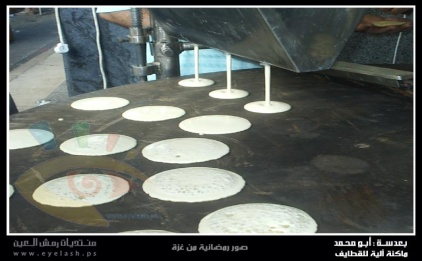 منتديات رمش العين
www.eyelash.ps
صور رمضانية من غزة
بعدسة : أبو محمد
ماكنة آلية للقطايف